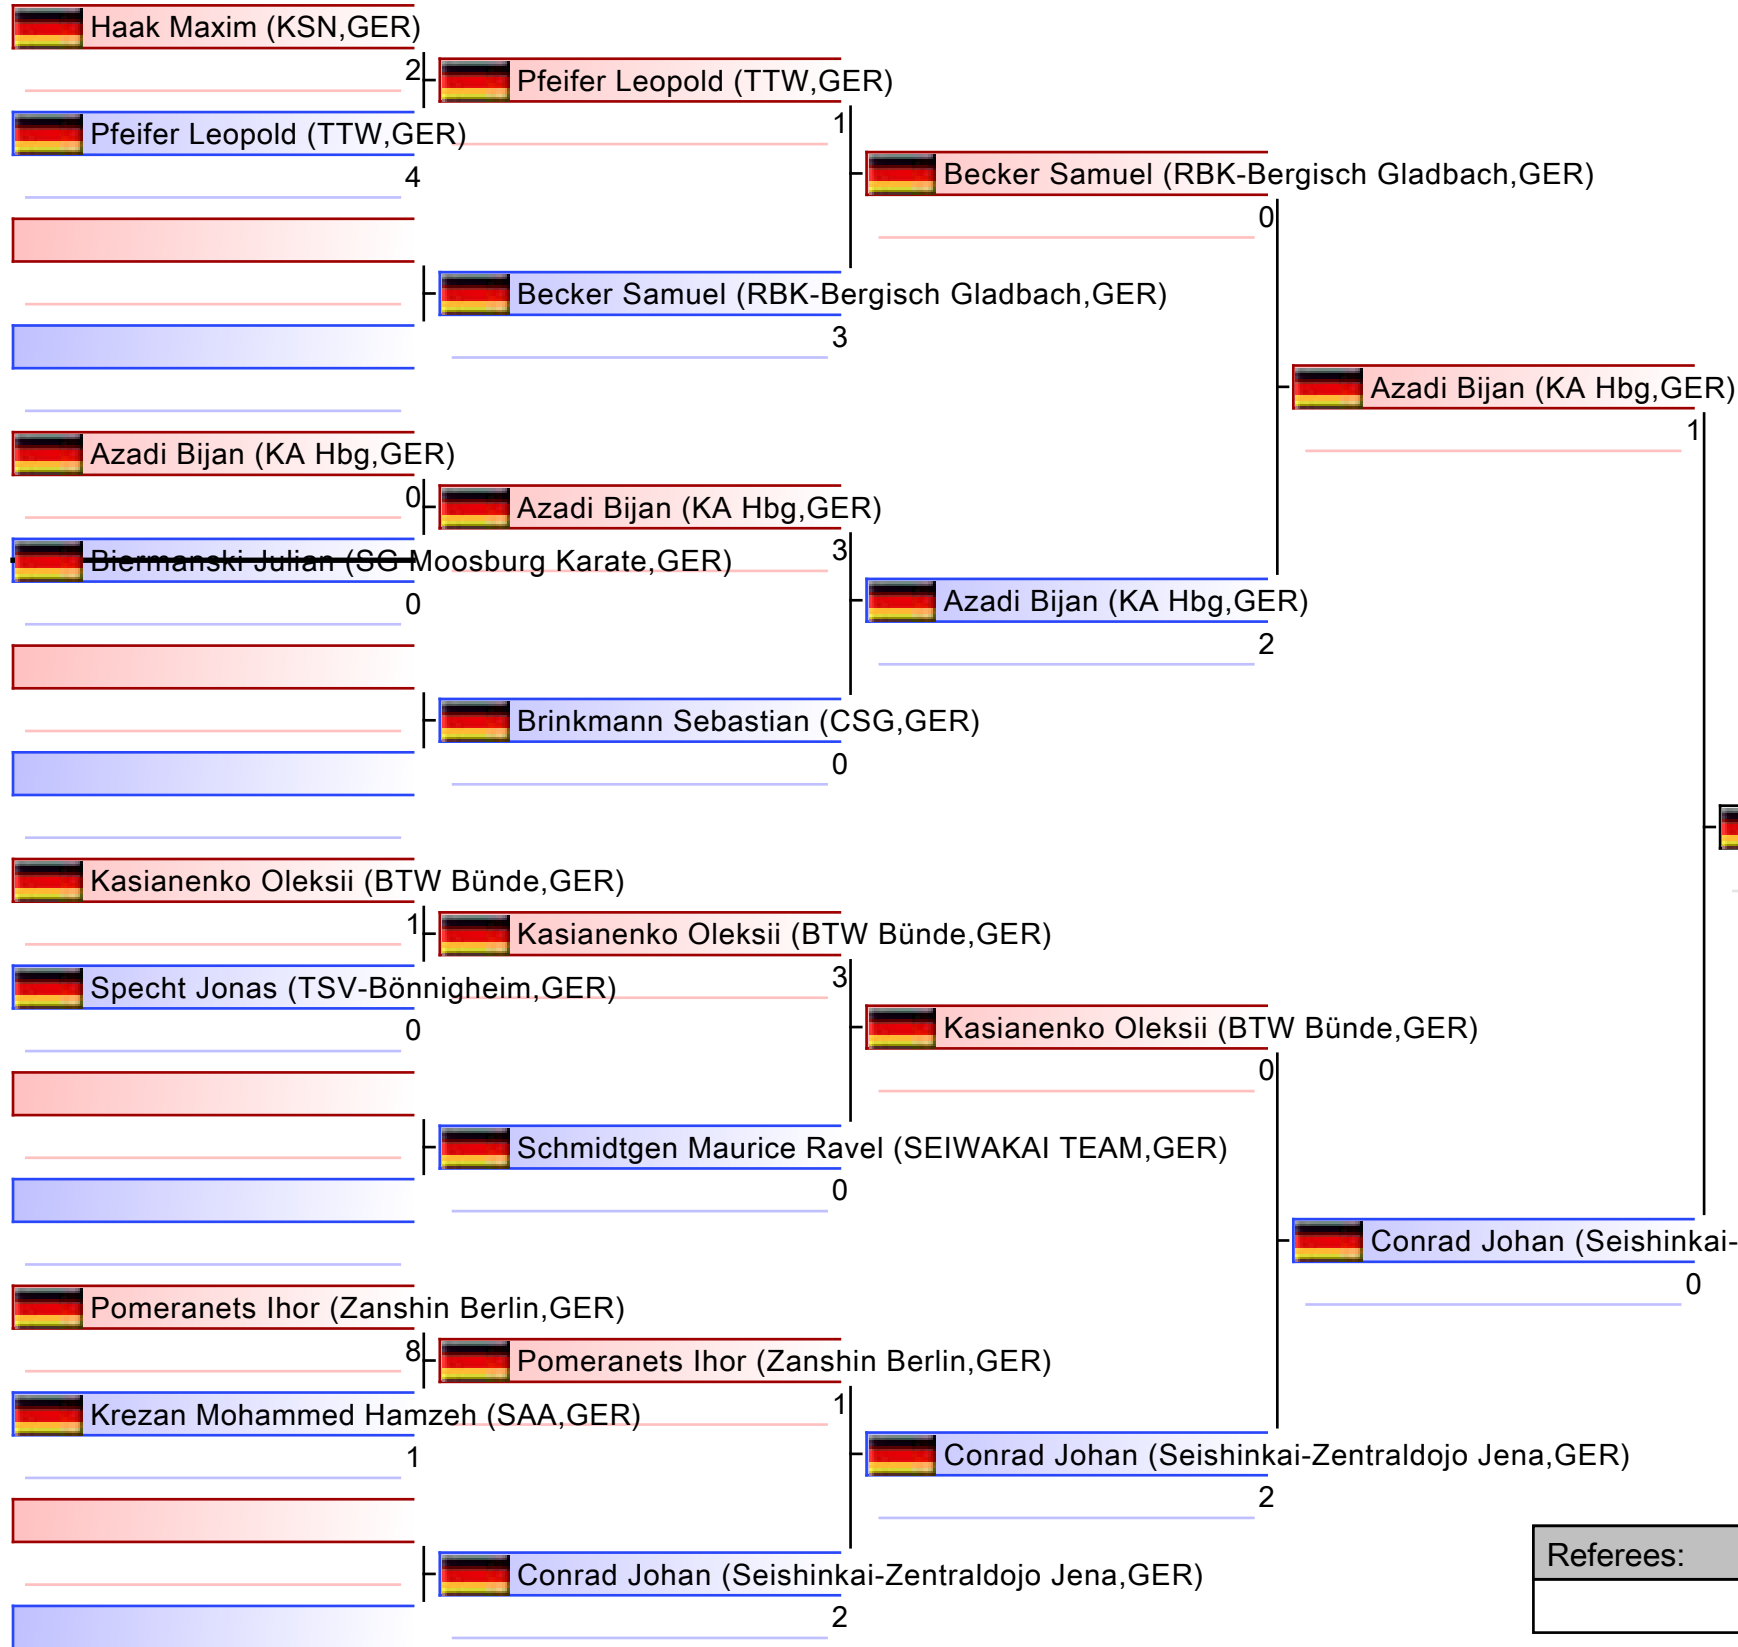 Haak Maxim (KSN,GER)
2
Pfeifer Leopold (TTW,GER)
4
Azadi Bijan (KA Hbg,GER)
0
Biermanski Julian (SG Moosburg Karate,GER)
0
Kasianenko Oleksii (BTW Bünde,GER)
1
Specht Jonas (TSV-Bönnigheim,GER)
0
Pomeranets Ihor (Zanshin Berlin,GER)
8
Krezan Mohammed Hamzeh (SAA,GER)
1
Pfeifer Leopold (TTW,GER)
1
Becker Samuel (RBK-Bergisch Gladbach,GER)
3
Azadi Bijan (KA Hbg,GER)
3
Brinkmann Sebastian (CSG,GER)
0
Kasianenko Oleksii (BTW Bünde,GER)
3
Schmidtgen Maurice Ravel (SEIWAKAI TEAM,GER)
0
Pomeranets Ihor (Zanshin Berlin,GER)
1
Conrad Johan (Seishinkai-Zentraldojo Jena,GER)
2
Becker Samuel (RBK-Bergisch Gladbach,GER)
0
Azadi Bijan (KA Hbg,GER)
2
Kasianenko Oleksii (BTW Bünde,GER)
0
Conrad Johan (Seishinkai-Zentraldojo Jena,GER)
2
Azadi Bijan (KA Hbg,GER)
1
Conrad Johan (Seishinkai-
0
Referees: